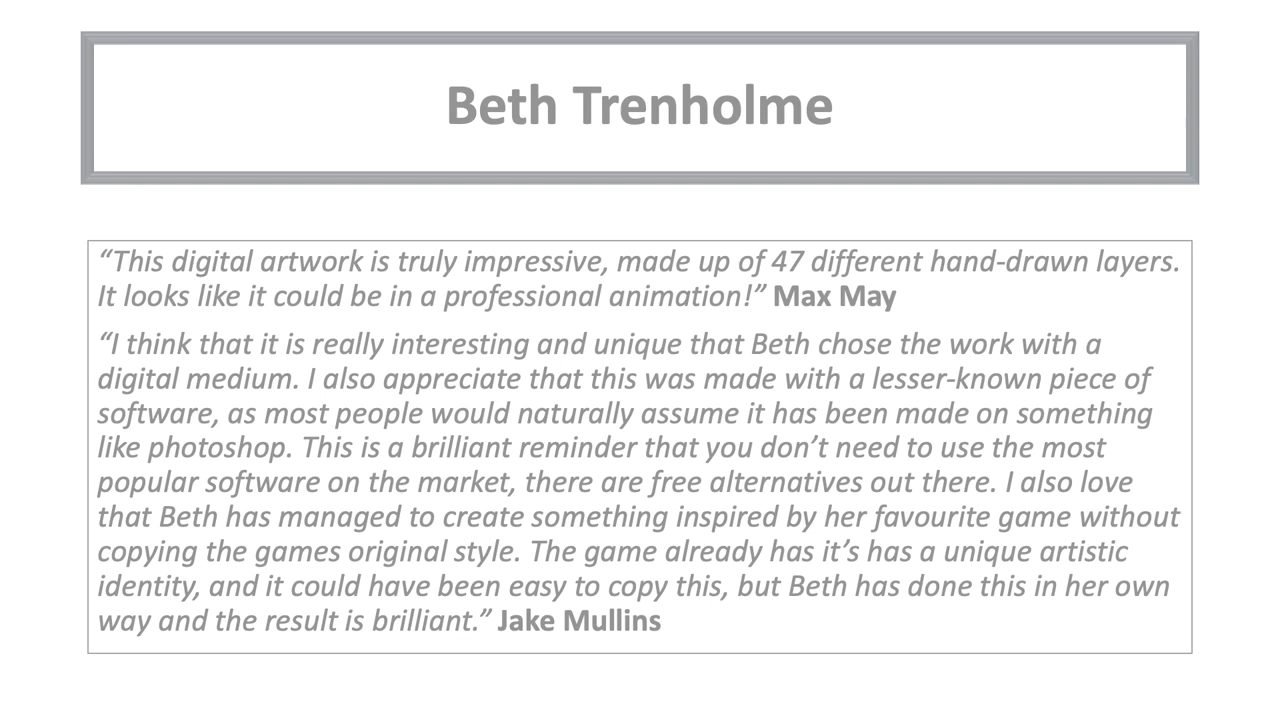 Beth Trenholme
“This digital artwork is truly impressive, made up of 47 different hand-drawn layers.
It looks like it could be in a professional animation!” Max May
“I think that it is really interesting and unique that Beth chose the work with a
digital medium. I also appreciate that this was made with a lesser-known piece of
software, as most people would naturally assume it has been made on something
like photoshop. This is a brilliant reminder that you don’t need to use the most
popular software on the market, there are free alternatives out there. I also love
that Beth has managed to create something inspired by her favourite game without
copying the games original style. The game already has it’s has a unique artistic
identity, and it could have been easy to copy this, but Beth has done this in her own
way and the result is brilliant.” Jake Mullins